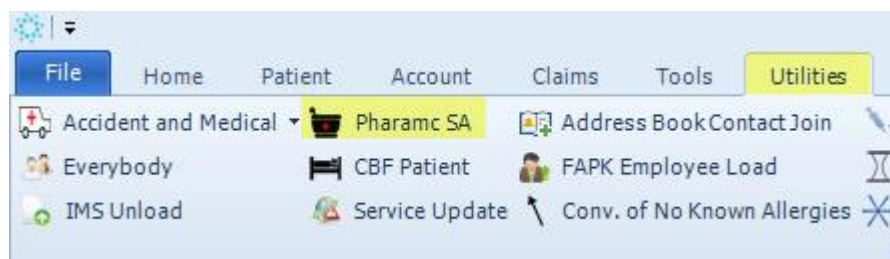 File Home Patient Account Claims Tools Utilities
Accident and Medical Pharamc SA Address Book Contact Join
Everybody CBF Patient FAPK Employee Load
IMS Unload Service Update Conv. of No Known Allergies